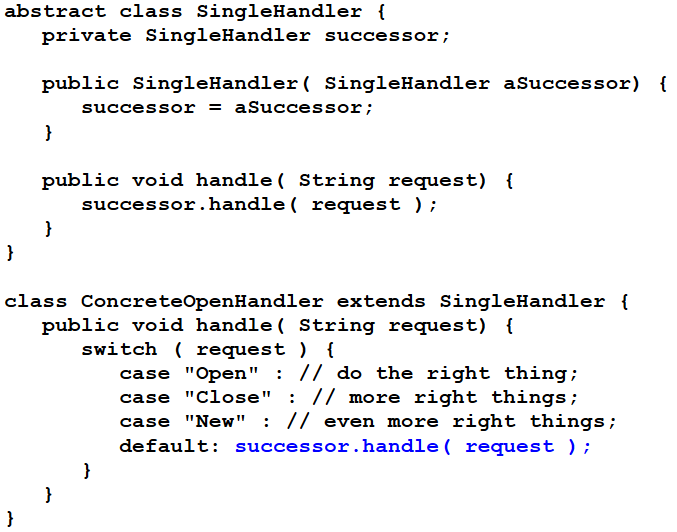 abstract class SingleHandler {
   private SingleHandler successor;

   public SingleHandler( SingleHandler aSuccessor) {
      successor = aSuccessor;
   }

   public void handle( String request) {
      successor.handle( request );
   }
}

class ConcreteOpenHandler extends SingleHandler {
   public void handle( String request) {
      switch ( request ) {
         case "Open" : // do the right thing;
         case "Close" : // more right things;
         case "New" : // even more right things;
         default: successor.handle( request );
      }
   }
}